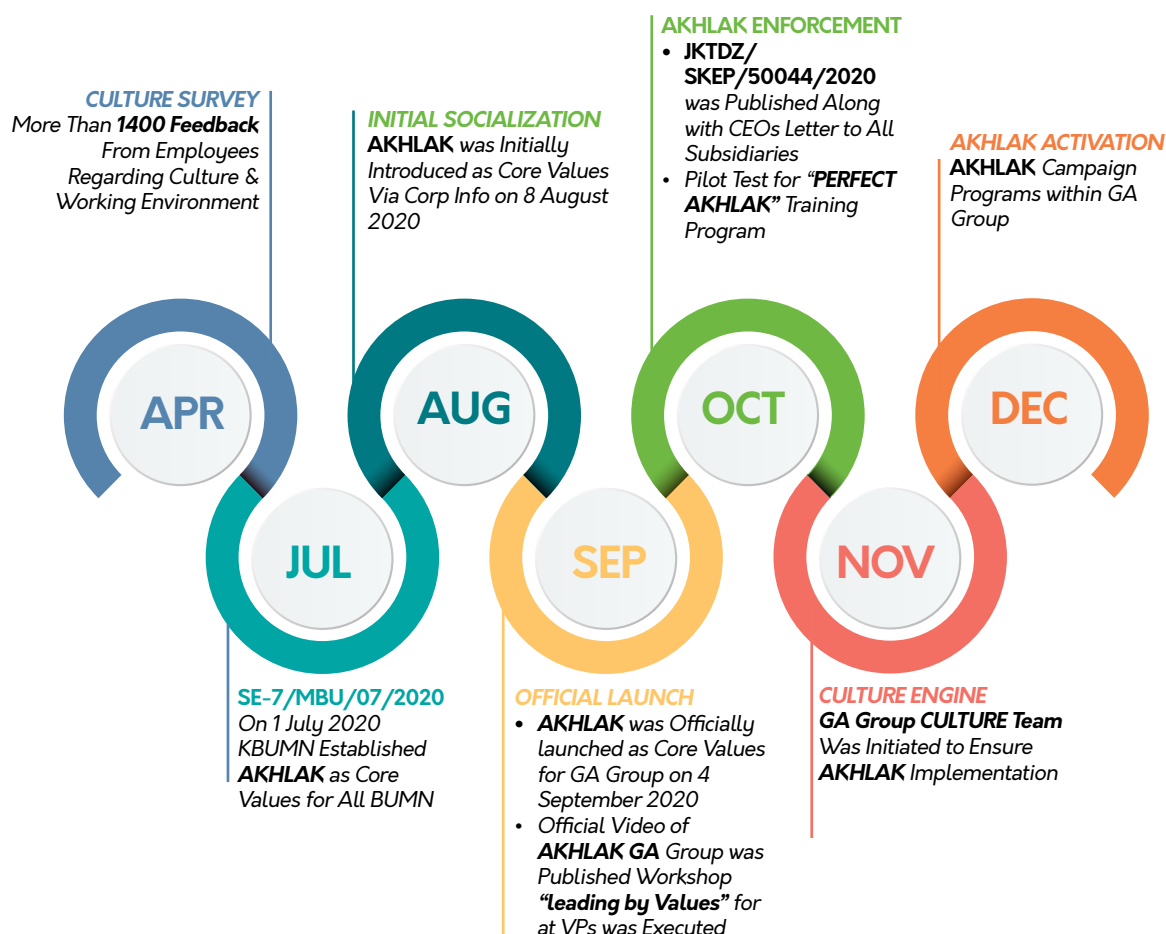 CULTURE SURVEY
More Than 1400 Feedback
From Employees
Regarding Culture &
Working Environment
APR
SE-7/MBU/07/2020
On 1 July 2020
KBUMN Established
AKHLAK as Core
Values for All BUMN
JUL
INITIAL SOCIALIZATION
AKHLAK was Initially
Introduced as Core Values
Via Corp Info on 8 August
2020
AUG
OFFICIAL LAUNCH
• AKHLAK was Officially
launched as Core Values
for GA Group on 4
September 2020
• Official Video of
AKHLAK GA Group was
Published Workshop
“leading by Values” for
at VPs was Executed
SEP
AKHLAK ENFORCEMENT
• JKTDZ/
SKEP/50044/2020
was Published Along
with CEOs Letter to All
Subsidiaries
• Pilot Test for “PERFECT
AKHLAK” Training
Program
OCT
CULTURE ENGINE
GA Group CULTURE Team
Was Initiated to Ensure
AKHLAK Implementation
NOV
AKHLAK ACTIVATION
AKHLAK Campaign
Programs within GA
Group
DEC